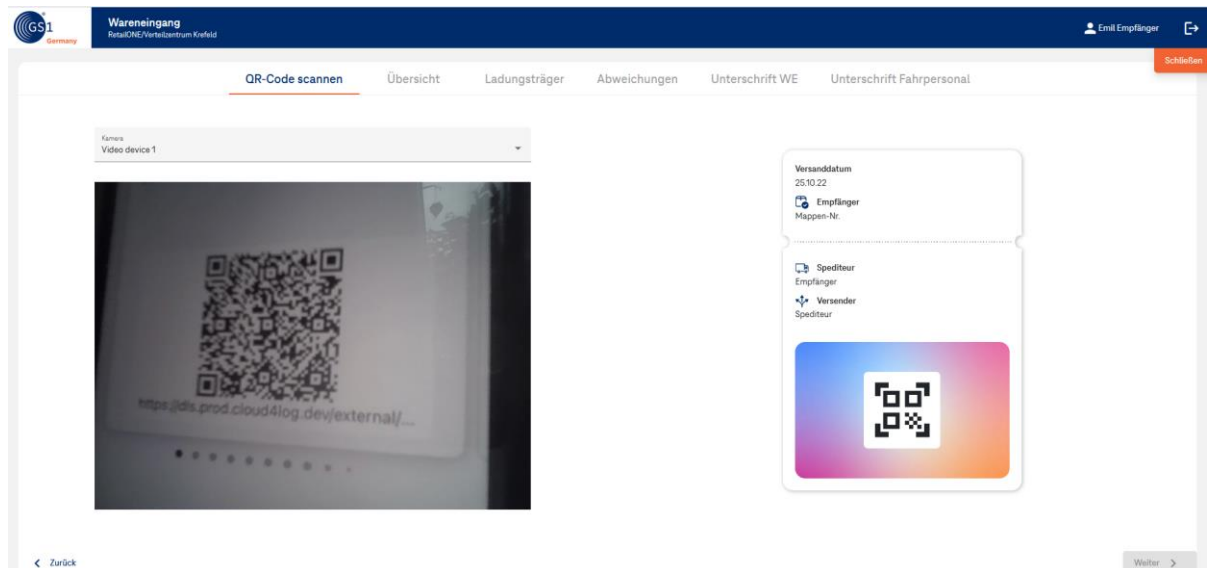 GS1
Germany
Wareneingang
RetailONE/Verteilzentrum Krefeld
Emil Empfänger
Schließen
QR-Code scannen
Übersicht
Ladungsträger
Abweichungen
Unterschrift WE
Unterschrift Fahrpersonal
Kamera
Video device 1
https://dls.prod.cloud4log.dev/external/...
Versanddatum
25.10.22
Empfänger
Mappen-Nr.
Spediteur
Empfänger
Versender
Spediteur
Zurück
Weiter